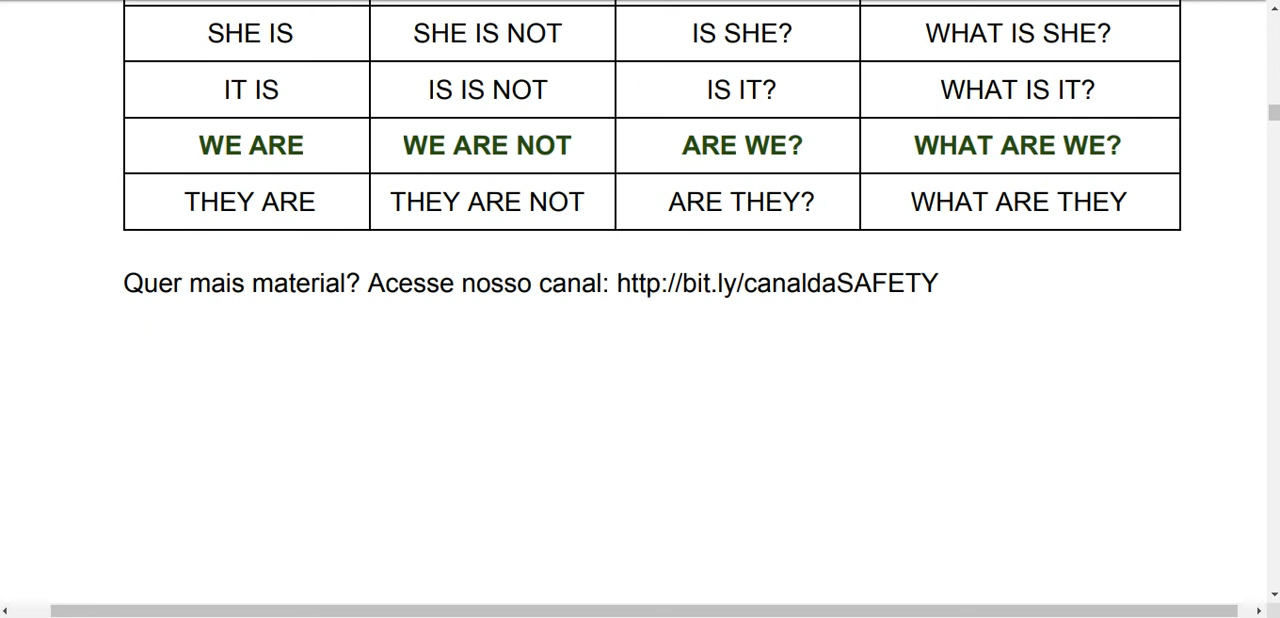 SHE IS SHE IS NOT IS SHE? WHAT IS SHE?
IT IS IS IS NOT IS IT? WHAT IS IT?
WE ARE WE ARE NOT ARE WE? WHAT ARE WE?
THEY ARE THEY ARE NOT ARE THEY? WHAT ARE THEY
Quer mais material? Acesse nosso canal: http://bit.ly/canaldaSAFETY